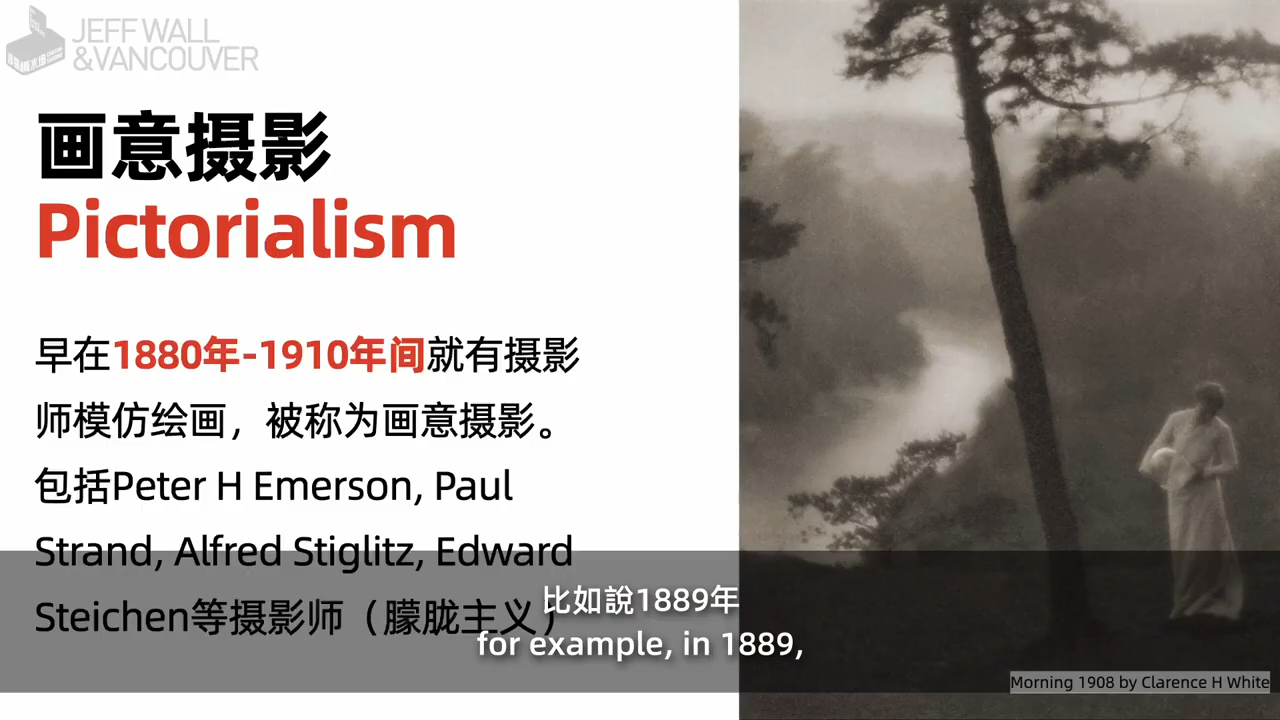 JEFF WALL
&VANCOUVER
画意摄影
Pictorialism
早在1880年-1910年间就有摄影
师模仿绘画，被称为画意摄影。
包括Peter H Emerson, Paul
Strand, Alfred Stiglitz, Edward
Steichen等摄影师（朦胧主义）
比如說1889年
for example, in 1889,
Morning 1908 by Clarence H White